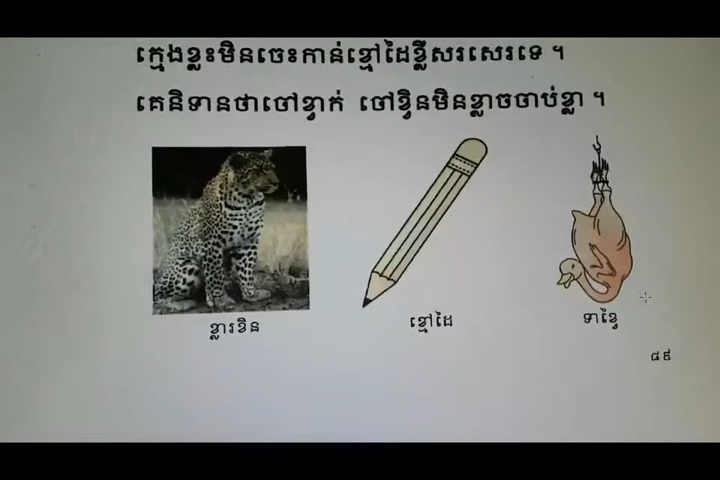 ក្មេងខ្លះមិនចេះកាន់ខ្មៅដៃខ្លីសរសេរទេ ។
គេនិទានថាចៅខ្វាក់ ចៅខ្វិនមិនខ្លាចចាប់ខ្លា ។
ខ្លារខិន
ខ្មៅដៃ
ទាខ្វៃ
៨៩